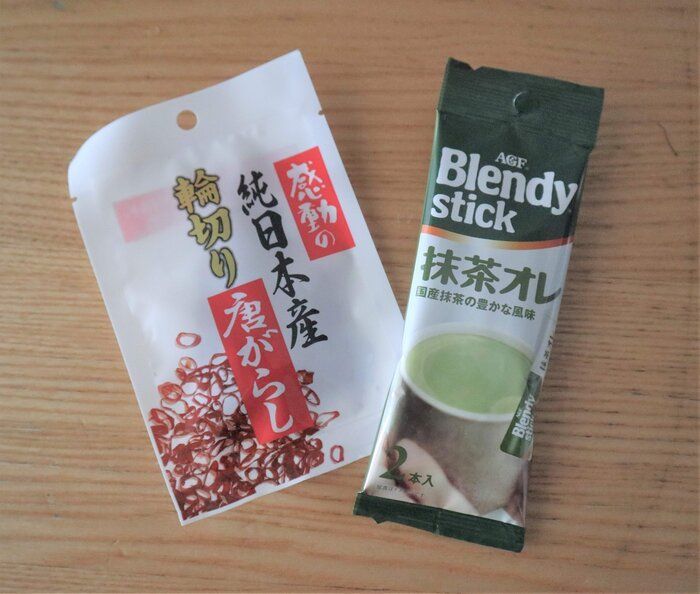 感動の
純日本産
輪切り
唐がらし
AGF
Blendy
stick
抹茶オレ
国産抹茶の豊かな風味
Blendy
2本入